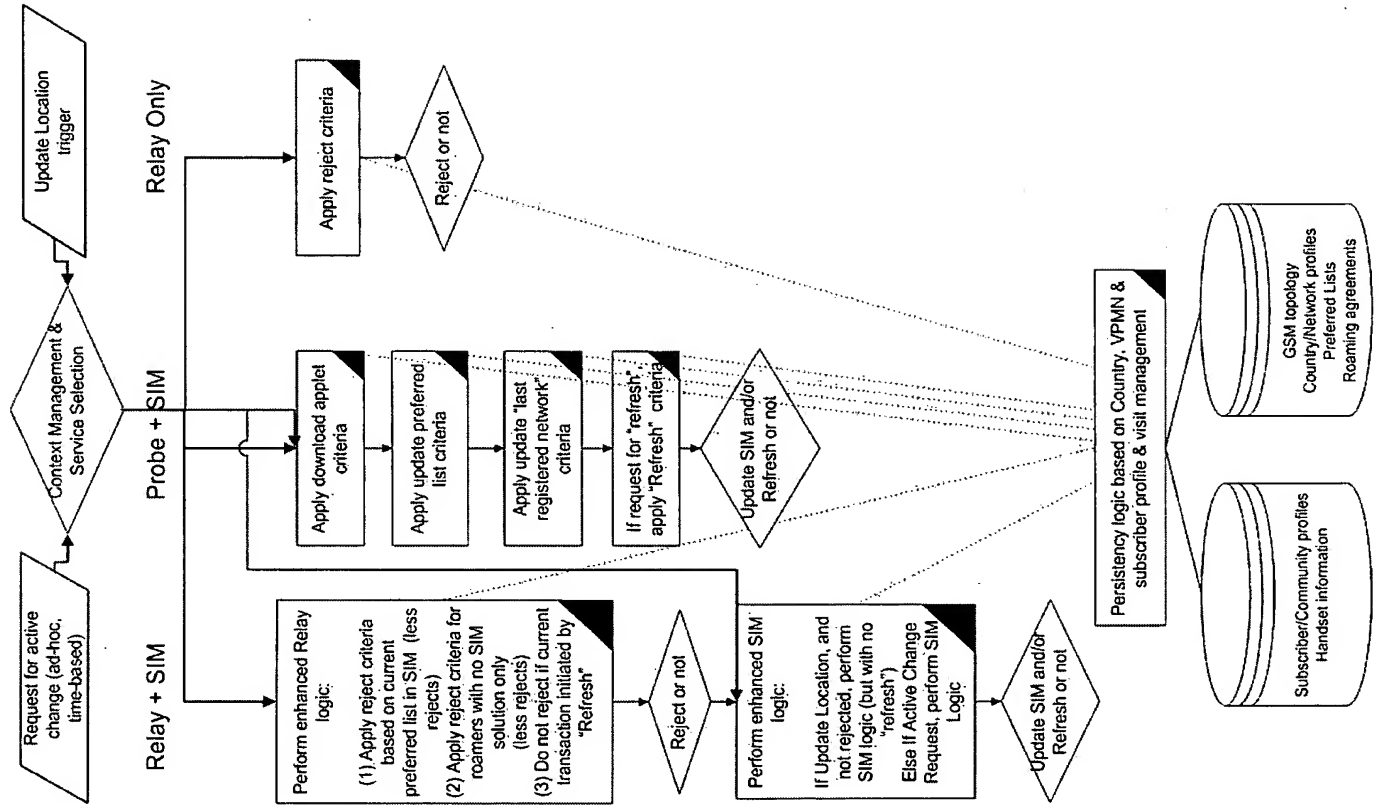 Request for active
change (ad-hoc,
time-based)
Context Management &
Service Selection
Update Location
trigger
Relay + SIM
Probe + SIM
Relay Only
Perform enhanced Relay
logic:
(1) Apply reject criteria
based on current
preferred list in SIM (less
rejects)
(2) Apply reject criteria for
roamers with no SIM
solution only
(less rejects)
(3) Do not reject if current
transaction initiated by
"Refresh"
Reject or not
Perform enhanced SIM
logic:
If Update Location, and
not rejected, perform
SIM logic (but with no
"refresh")
Else If Active Change
Request, perform SIM
Logic
Update SIM and/or
Refresh or not
Apply download applet
criteria
Apply update preferred
list criteria
Apply update "last
registered network"
criteria
If request for "refresh",
apply "Refresh" criteria
Update SIM and/or
Refresh or not
Apply reject criteria
Reject or not
Persistency logic based on Country, VPMN &
subscriber profile & visit management
Subscriber/Community profiles
Handset information
GSM topology
Country/Network profiles
Preferred Lists
Roaming agreements